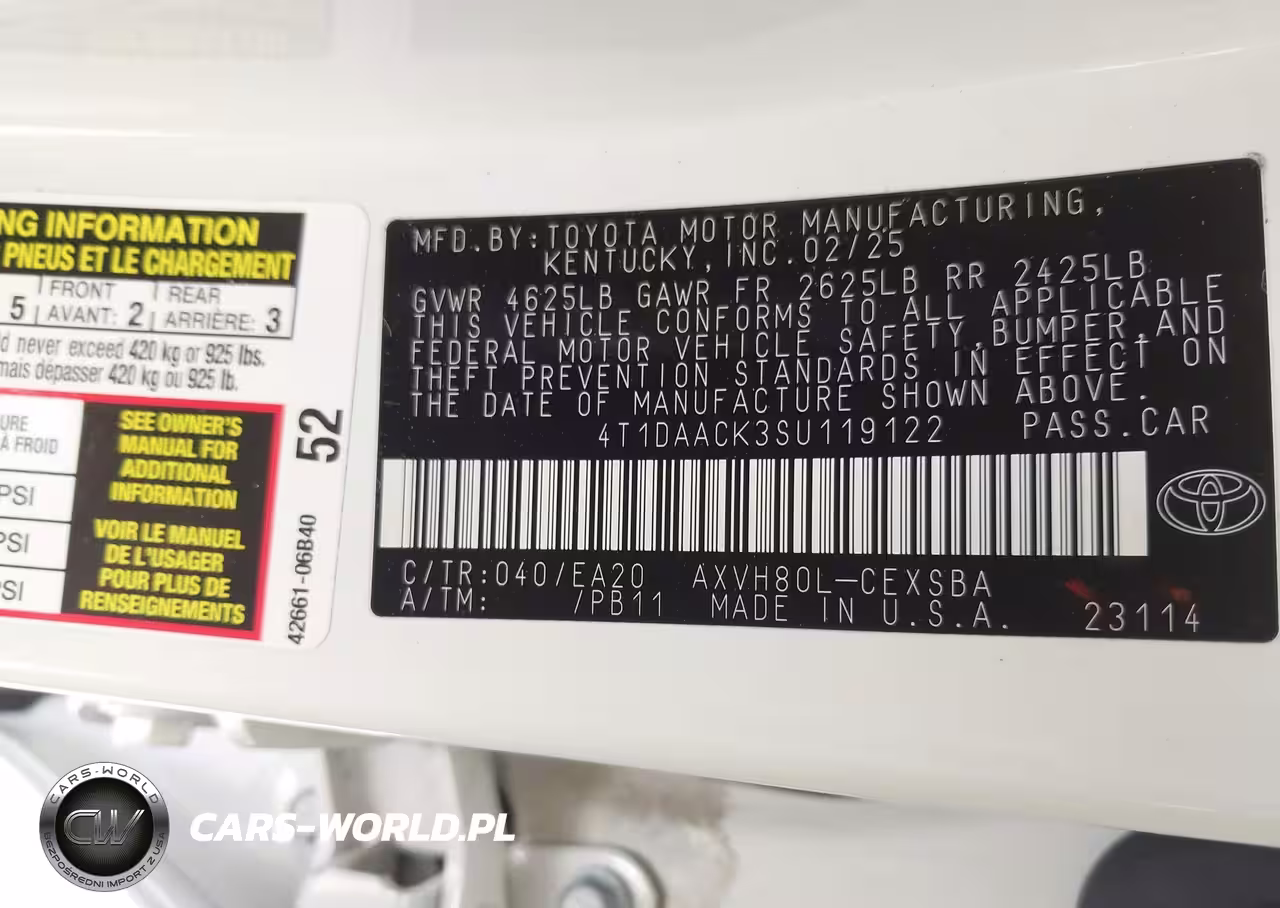 NG INFORMATION
PNEUS ET LE CHARGEMENT
5 FRONT AVANT: 2 REAR ARRIÈRE: 3
never exceed 420 kg or 925 lbs.
mais dépasser 420 kg ou 925 lb.
À FROID
PSI
PSI
PSI
SEE OWNER'S
MANUAL FOR
ADDITIONAL
INFORMATION
VOIR LE MANUEL
DE L'USAGER
POUR PLUS DE
RENSEIGNEMENTS
52
42661-06B40
MFD.BY:TOYOTA MOTOR MANUFACTURING,
KENTUCKY, INC. 02/25
GVWR 4625LB GAWR FR 2625LB RR 2425LB
THIS VEHICLE CONFORMS TO ALL APPLICABLE
FEDERAL MOTOR VEHICLE SAFETY,BUMPER,AND
THEFT PREVENTION STANDARDS IN EFFECT ON
THE DATE OF MANUFACTURE SHOWN ABOVE.
4T1DAACK3SU119122 PASS.CAR
C/TR:040/EA20 AXVH80L-CEXSBA
A/TM: /PB11 MADE IN U.S.A. 23114
CARS-WORLD
CW
BEZPOŚREDNI IMPORT Z USA
CARS-WORLD.PL